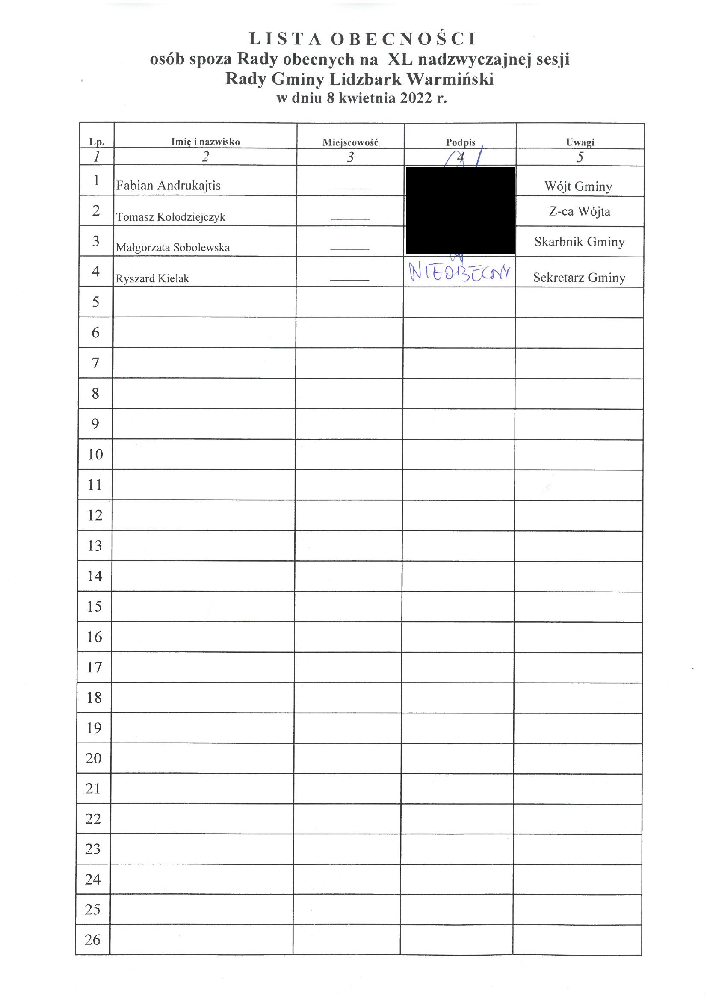 LISTA OBECNOŚCI
osób spoza Rady obecnych na XL nadzwyczajnej sesji
Rady Gminy Lidzbark Warmiński
w dniu 8 kwietnia 2022 r.
Lp. Imię i nazwisko Miejscowość Podpis Uwagi
1 2 3 4 5
1 Fabian Andrukajtis Wójt Gminy
2 Tomasz Kołodziejczyk Z-ca Wójta
3 Małgorzata Sobolewska Skarbnik Gminy
4 Ryszard Kielak NIEOBECNY Sekretarz Gminy
5
6
7
8
9
10
11
12
13
14
15
16
17
18
19
20
21
22
23
24
25
26